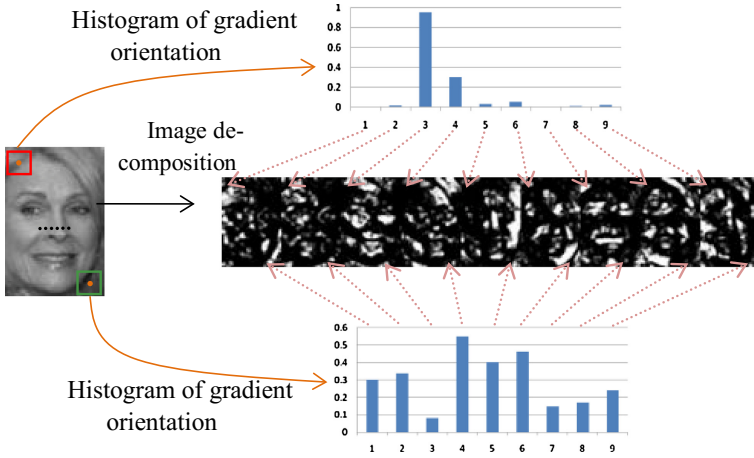 Histogram of gradient
orientation
1
0.8
0.6
0.4
0.2
0
1 2 3 4 5 6 7 8 9
Image de-
composition
0.6
0.5
0.4
0.3
0.2
0.1
0
1 2 3 4 5 6 7 8 9
Histogram of gradient
orientation